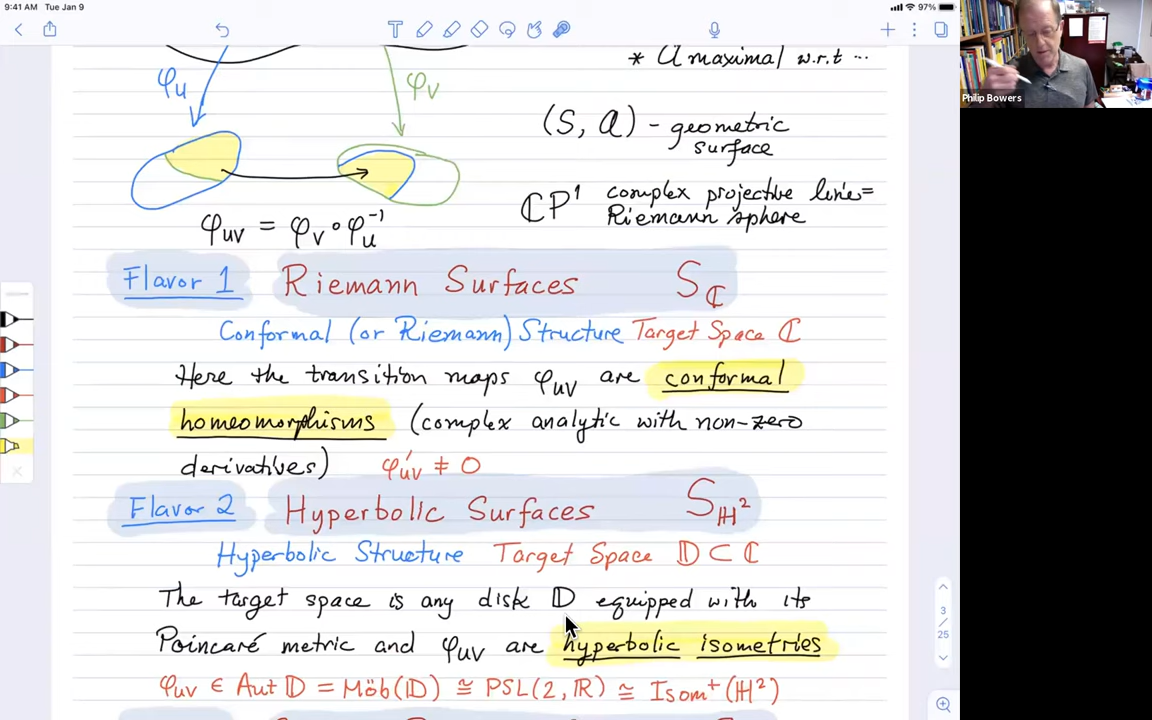 9:41 AM Tue Jan 9
97%
* 𝒜 maximal w.r.t ...
φu
φv
(S, 𝒜) - geometric
surface
ℂP¹ complex projective line =
Riemann sphere
φuv = φv ∘ φu⁻¹
Flavor 1 Riemann Surfaces Sℂ
Conformal (or Riemann) Structure Target Space ℂ
Here the transition maps φuv are conformal
homeomorphisms (complex analytic with non-zero
derivatives) φ′uv ≠ 0
Flavor 2 Hyperbolic Surfaces Sℍ²
Hyperbolic Structure Target Space 𝔻 ⊂ ℂ
The target space is any disk 𝔻 equipped with its
Poincaré metric and φuv are hyperbolic isometries
φuv ∈ Aut 𝔻 = Möb(𝔻) ≅ PSL(2, ℝ) ≅ Isom⁺(ℍ²)
Philip Bowers
3
/
25